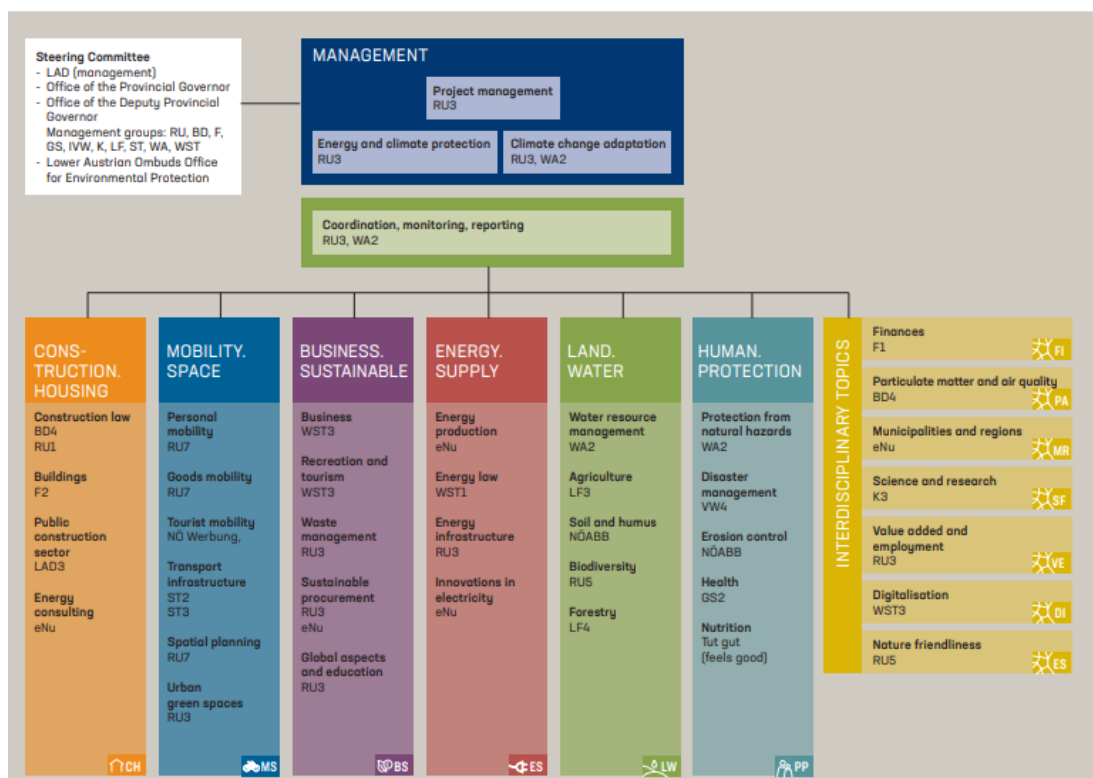 Steering Committee
- LAD (management)
- Office of the Provincial Governor
- Office of the Deputy Provincial
Governor
Management groups: RU, BD, F,
GS, IVW, K, LF, ST, WA, WST
- Lower Austrian Ombuds Office
for Environmental Protection
MANAGEMENT
Project management
RU3
Energy and climate protection
RU3
Climate change adaptation
RU3, WA2
Coordination, monitoring, reporting
RU3, WA2
CONS-
TRUCTION.
HOUSING
Construction law
BD4
RU1
Buildings
F2
Public
construction
sector
LAD3
Energy
consulting
eNu
CH
MOBILITY.
SPACE
Personal
mobility
RU7
Goods mobility
RU7
Tourist mobility
NÖ Werbung,
Transport
infrastructure
ST2
ST3
Spatial planning
RU7
Urban
green spaces
RU3
MS
BUSINESS.
SUSTAINABLE
Business
WST3
Recreation and
tourism
WST3
Waste
management
RU3
Sustainable
procurement
RU3
eNu
Global aspects
and education
RU3
BS
ENERGY.
SUPPLY
Energy
production
eNu
Energy law
WST1
Energy
infrastructure
RU3
Innovations in
electricity
eNu
ES
LAND.
WATER
Water resource
management
WA2
Agriculture
LF3
Soil and humus
NÖABB
Biodiversity
RU5
Forestry
LF4
LW
HUMAN.
PROTECTION
Protection from
natural hazards
WA2
Disaster
management
VW4
Erosion control
NÖABB
Health
GS2
Nutrition
Tut gut
(feels good)
PP
INTERDISCIPLINARY TOPICS
Finances
F1
FI
Particulate matter and air quality
BD4
PA
Municipalities and regions
eNu
MR
Science and research
K3
SF
Value added and
employment
RU3
VE
Digitalisation
WST3
DI
Nature friendliness
RU5
ES